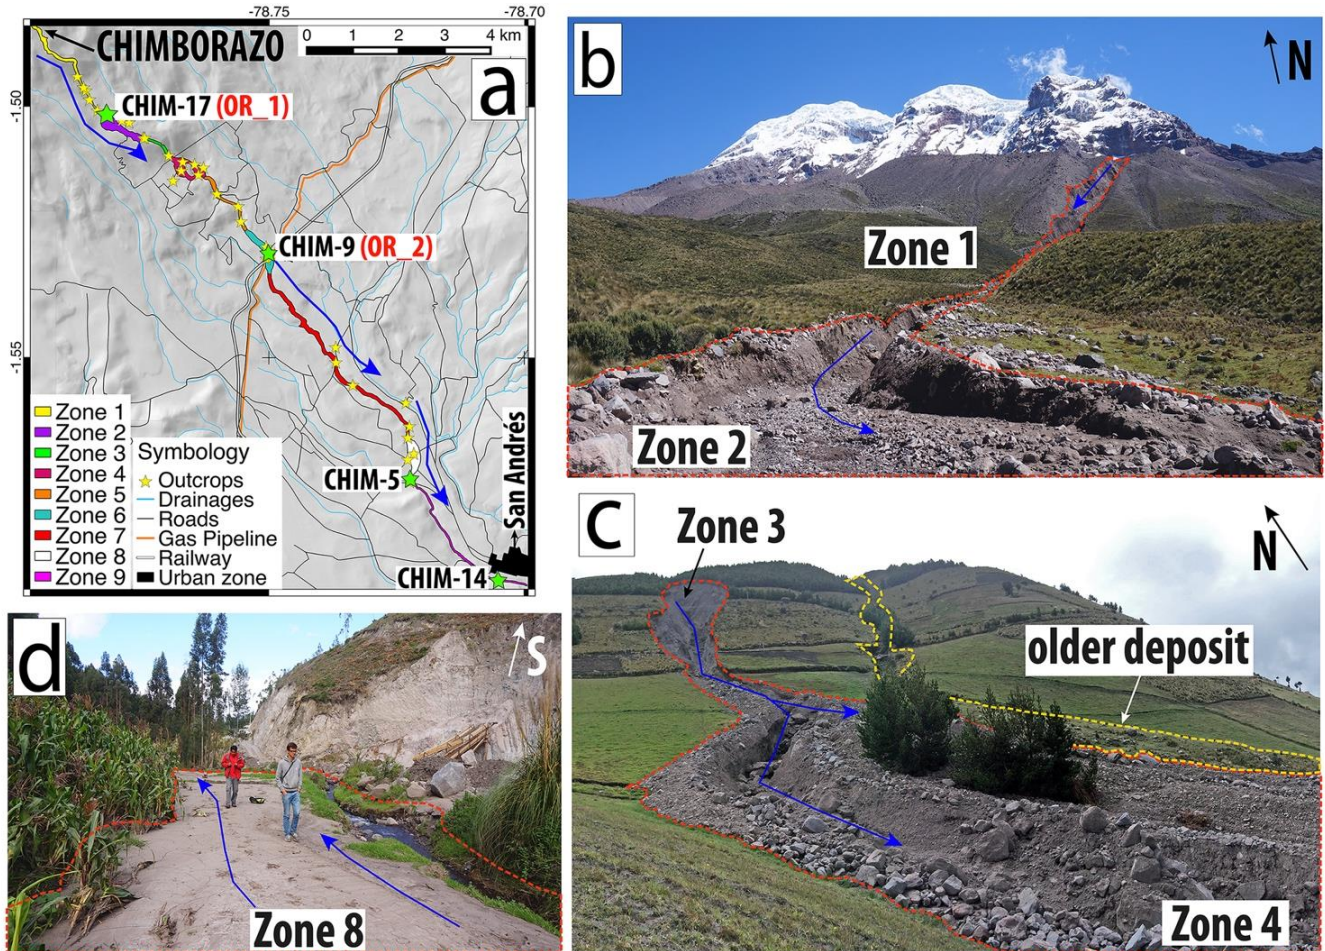 -78.75
-78.70
CHIMBORAZO
0 1 2 3 4 km
a
-1.50
CHIM-17 (OR_1)
CHIM-9 (OR_2)
-1.55
Zone 1
Zone 2
Zone 3
Zone 4
Zone 5
Zone 6
Zone 7
Zone 8
Zone 9
Symbology
Outcrops
Drainages
Roads
Gas Pipeline
Railway
Urban zone
CHIM-5
San Andrés
CHIM-14
b
N
Zone 1
Zone 2
c
Zone 3
N
older deposit
Zone 4
d
S
Zone 8